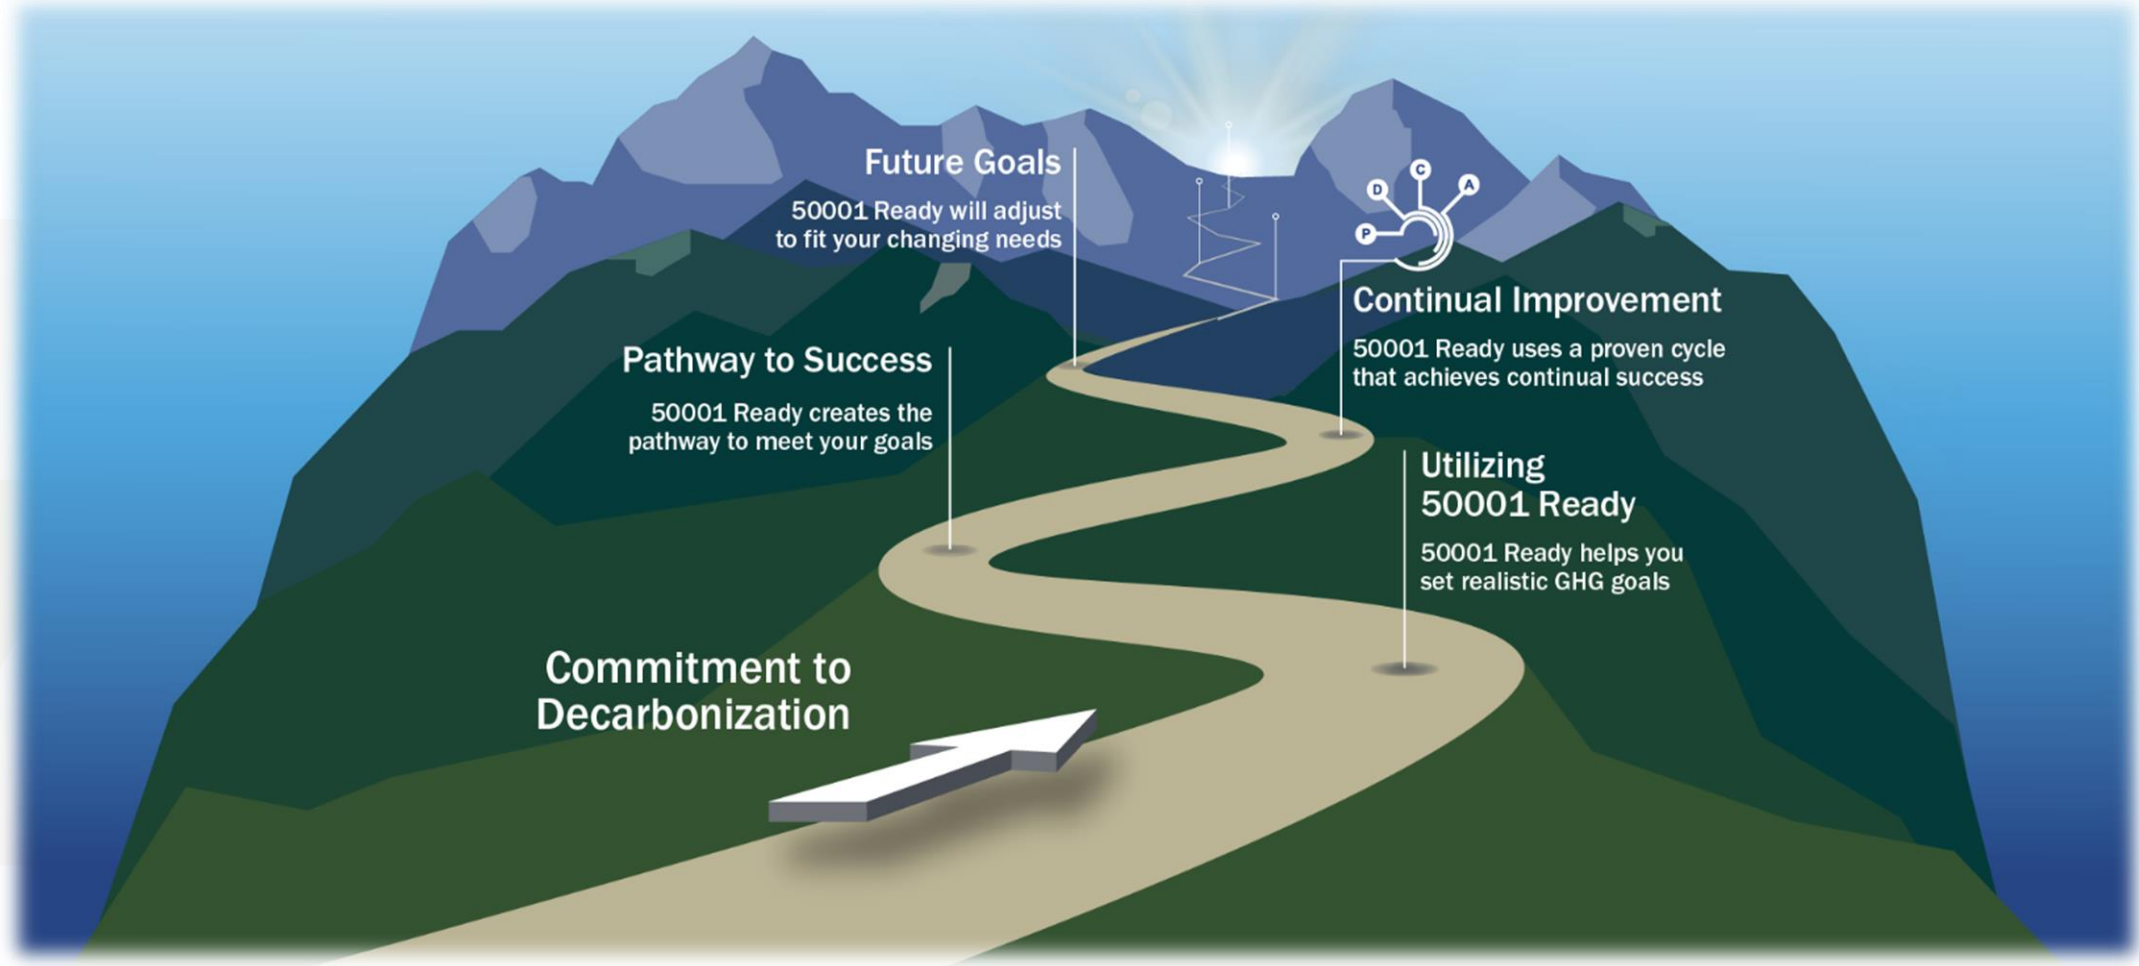 Future Goals
50001 Ready will adjust
to fit your changing needs
P
D
C
A
Continual Improvement
50001 Ready uses a proven cycle
that achieves continual success
Pathway to Success
50001 Ready creates the
pathway to meet your goals
Utilizing
50001 Ready
50001 Ready helps you
set realistic GHG goals
Commitment to
Decarbonization